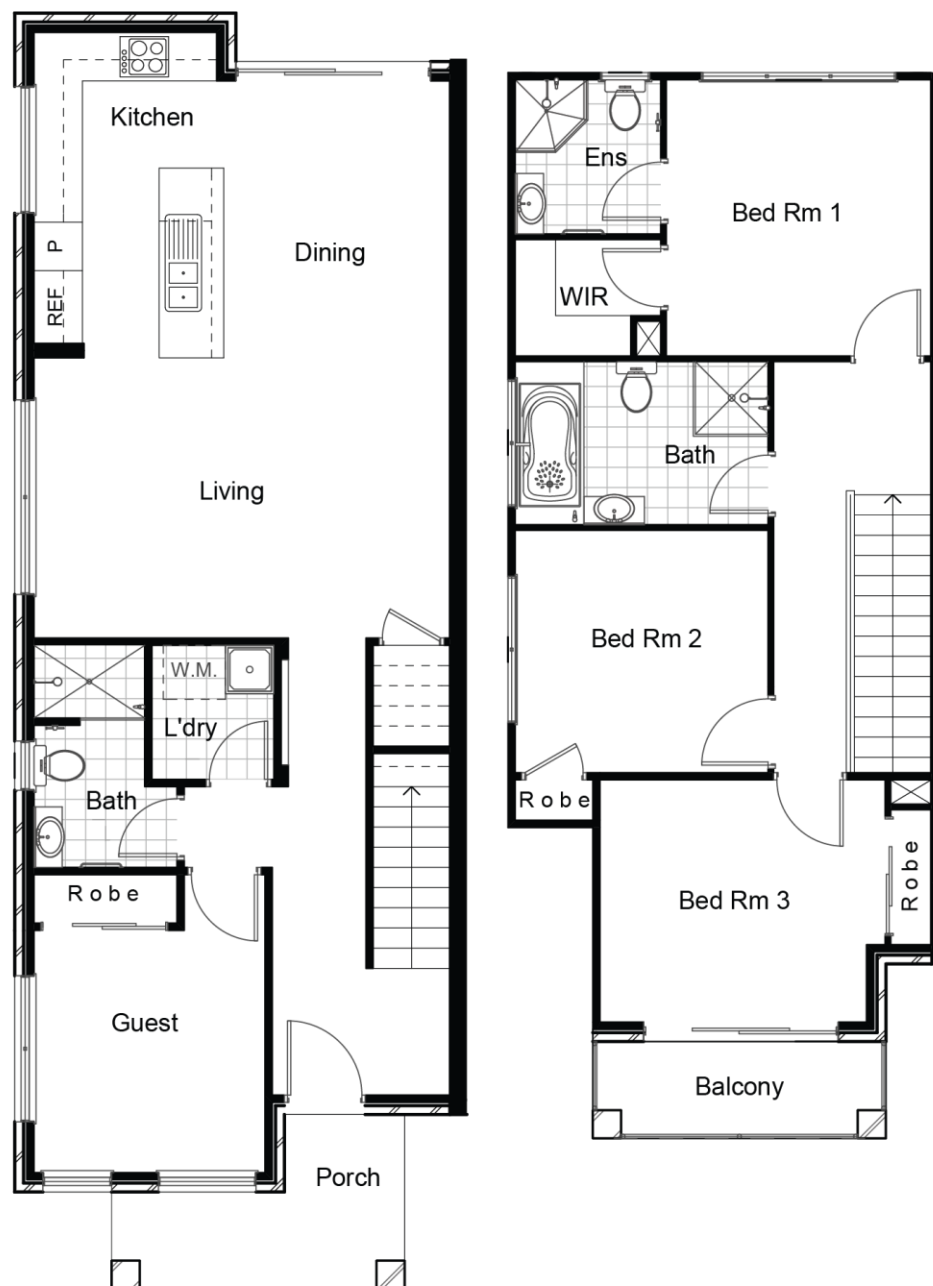 Kitchen
P
REF
Dining
Living
W.M.
L'dry
Bath
Robe
Guest
Porch
Ens
Bed Rm 1
WIR
Bath
Bed Rm 2
Robe
Bed Rm 3
Robe
Balcony